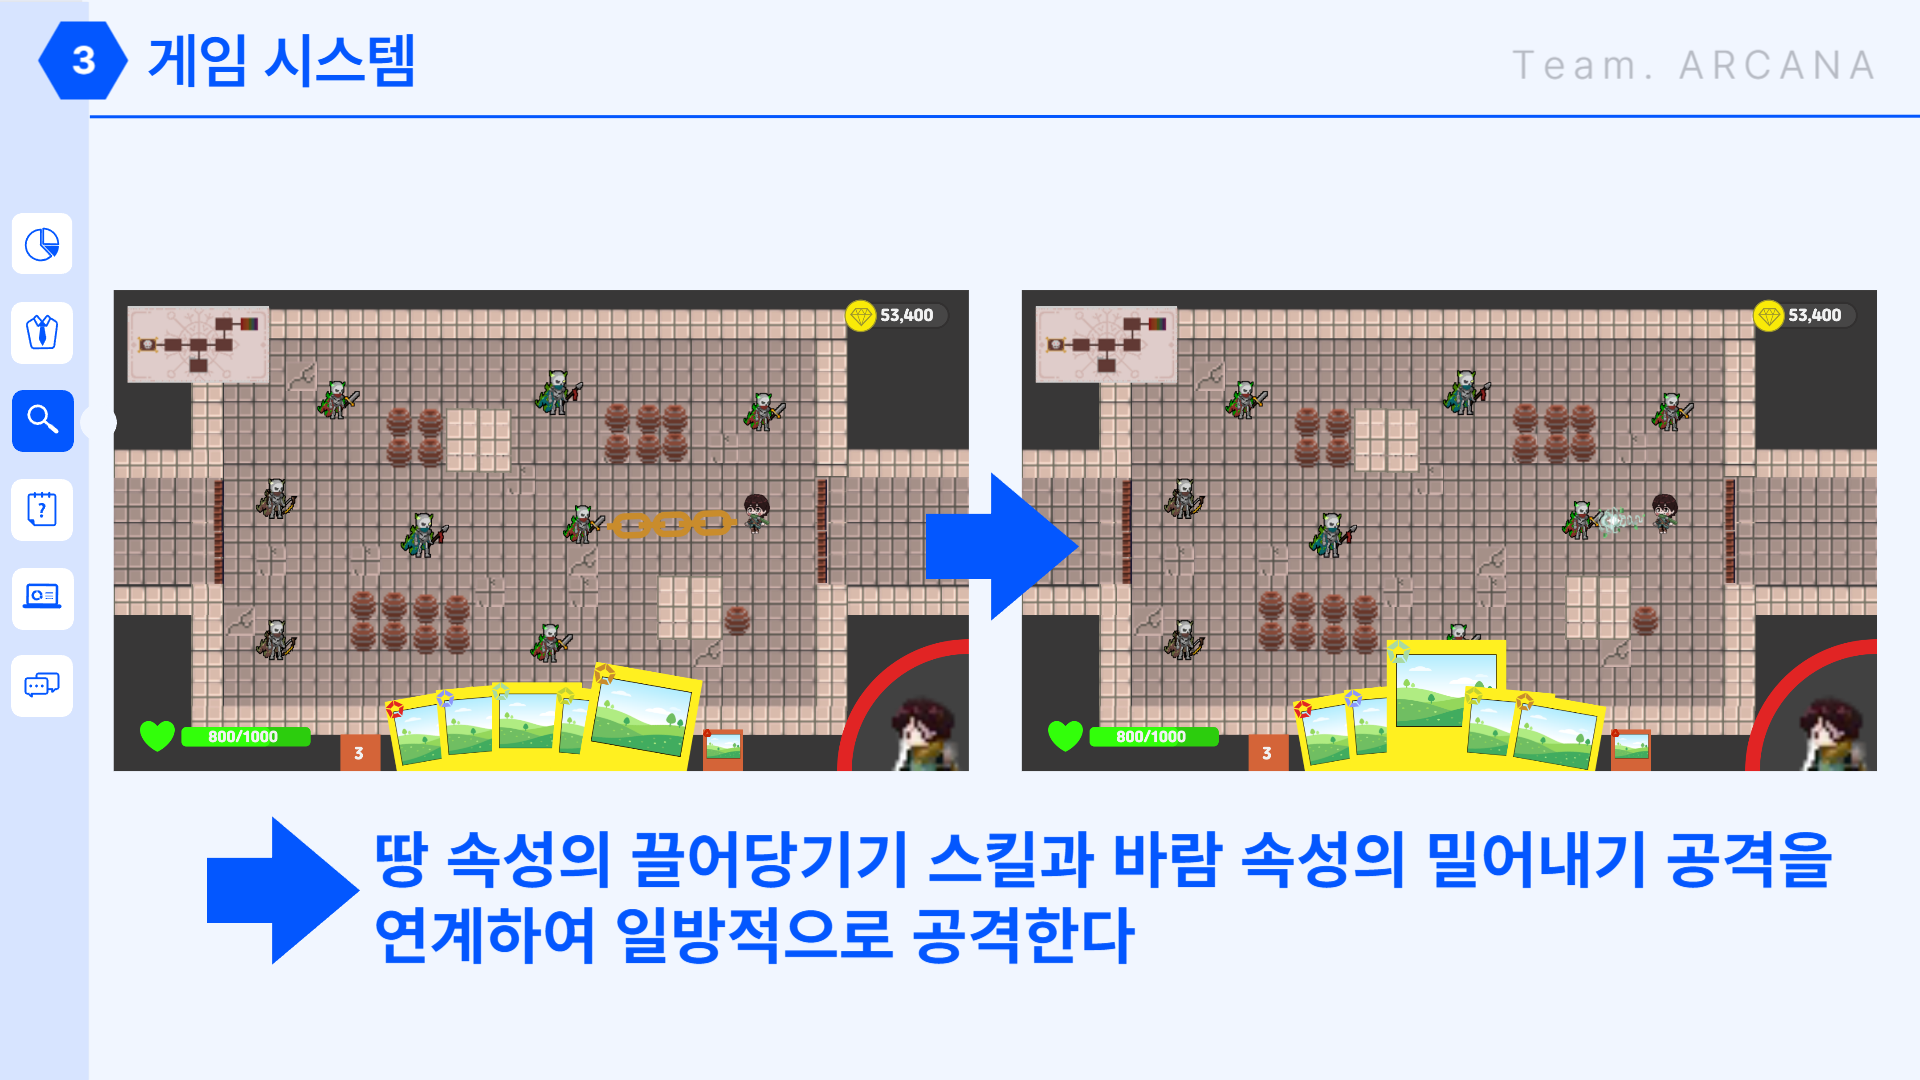 3
게임 시스템
Team. ARCANA
53,400
800/1000
3
53,400
800/1000
3
땅 속성의 끌어당기기 스킬과 바람 속성의 밀어내기 공격을
연계하여 일방적으로 공격한다